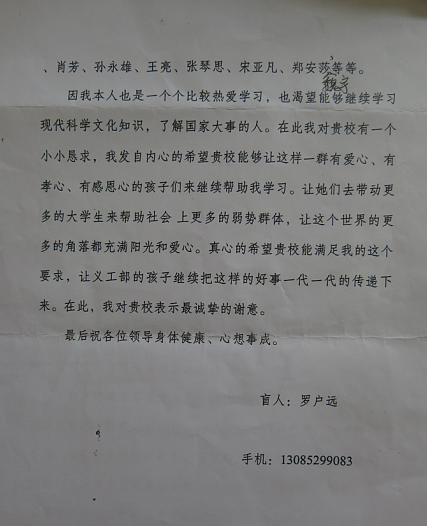 、肖芳、孙永雄、王亮、张琴思、宋亚凡、郑安莎等等。
魏宇
因我本人也是一个个比较热爱学习，也渴望能够继续学习
现代科学文化知识，了解国家大事的人。在此我对贵校有一个
小小恳求，我发自内心的希望贵校能够让这样一群有爱心、有
孝心、有感恩心的孩子们来继续帮助我学习。让她们去带动更
多的大学生来帮助社会 上更多的弱势群体，让这个世界的更
多的角落都充满阳光和爱心。真心的希望贵校能满足我的这个
要求，让义工部的孩子继续把这样的好事一代一代的传递下
来。在此，我对贵校表示最诚挚的谢意。
最后祝各位领导身体健康、心想事成。
盲人：罗户远
手机：13085299083